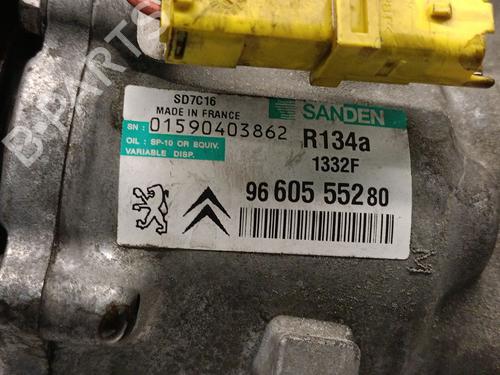 SD7C16
MADE IN FRANCE
SANDEN
SN: 01590403862
R134a
OIL : SP-10 OR EQUIV.
VARIABLE DISP.
1332F
96 605 552 80
M